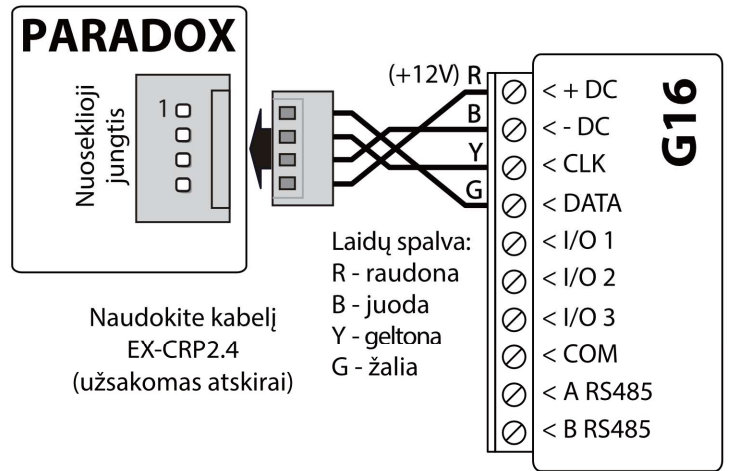 PARADOX
Nuoseklioji
jungtis
1
(+12V) R
B
Y
G
G16
< + DC
< - DC
< CLK
< DATA
< I/O 1
< I/O 2
< I/O 3
< COM
< A RS485
< B RS485
Laidų spalva:
R - raudona
B - juoda
Y - geltona
G - žalia
Naudokite kabelį
EX-CRP2.4
(užsakomas atskirai)